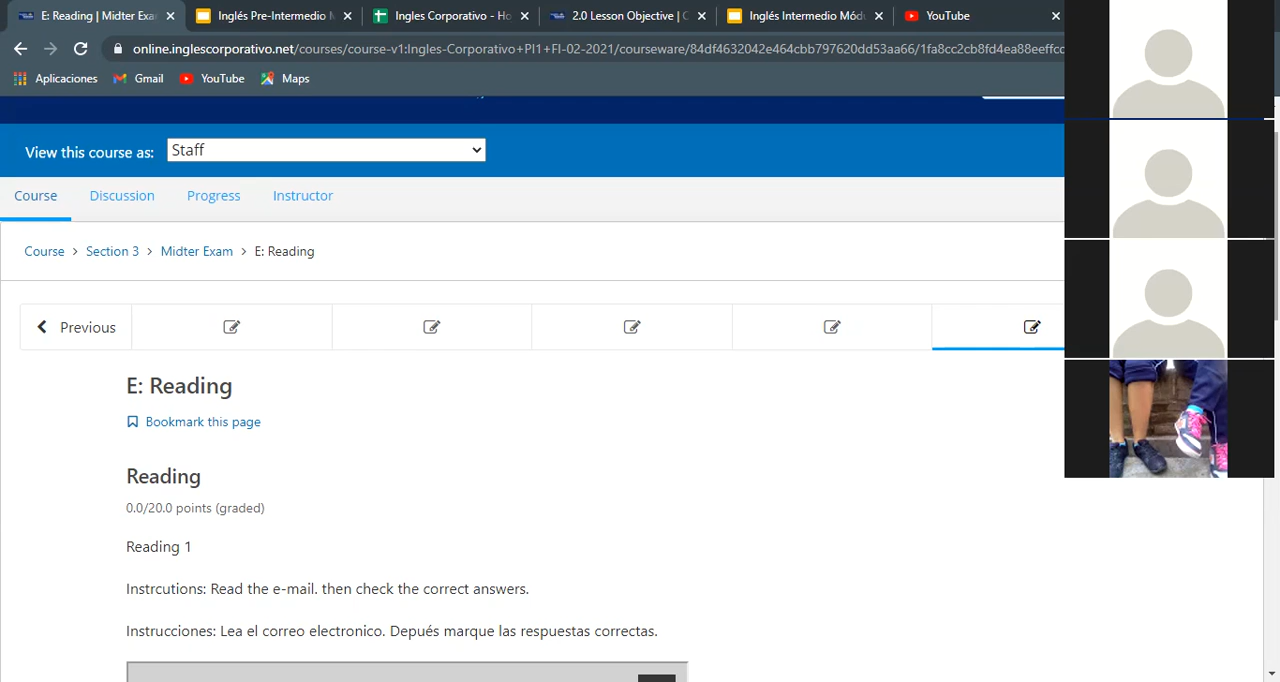 E: Reading | Midter Exa
Inglés Pre-Intermedio M
Ingles Corporativo - Ho
2.0 Lesson Objective | C
Inglés Intermedio Módu
YouTube
online.inglescorporativo.net/courses/course-v1:Ingles-Corporativo+PI1+FI-02-2021/courseware/84df4632042e464cbb797620dd53aa66/1fa8cc2cb8fd4ea88eeffcc
Aplicaciones Gmail YouTube Maps
View this course as: Staff
Course Discussion Progress Instructor
Course > Section 3 > Midter Exam > E: Reading
Previous
E: Reading
Bookmark this page
Reading
0.0/20.0 points (graded)
Reading 1
Instrcutions: Read the e-mail. then check the correct answers.
Instrucciones: Lea el correo electronico. Depués marque las respuestas correctas.